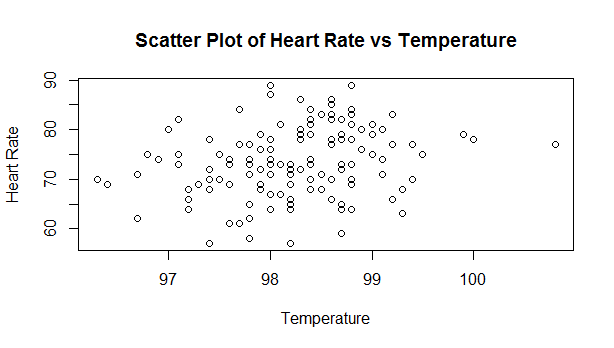 Scatter Plot of Heart Rate vs Temperature
Heart Rate
90
80
70
60
97 98 99 100
Temperature